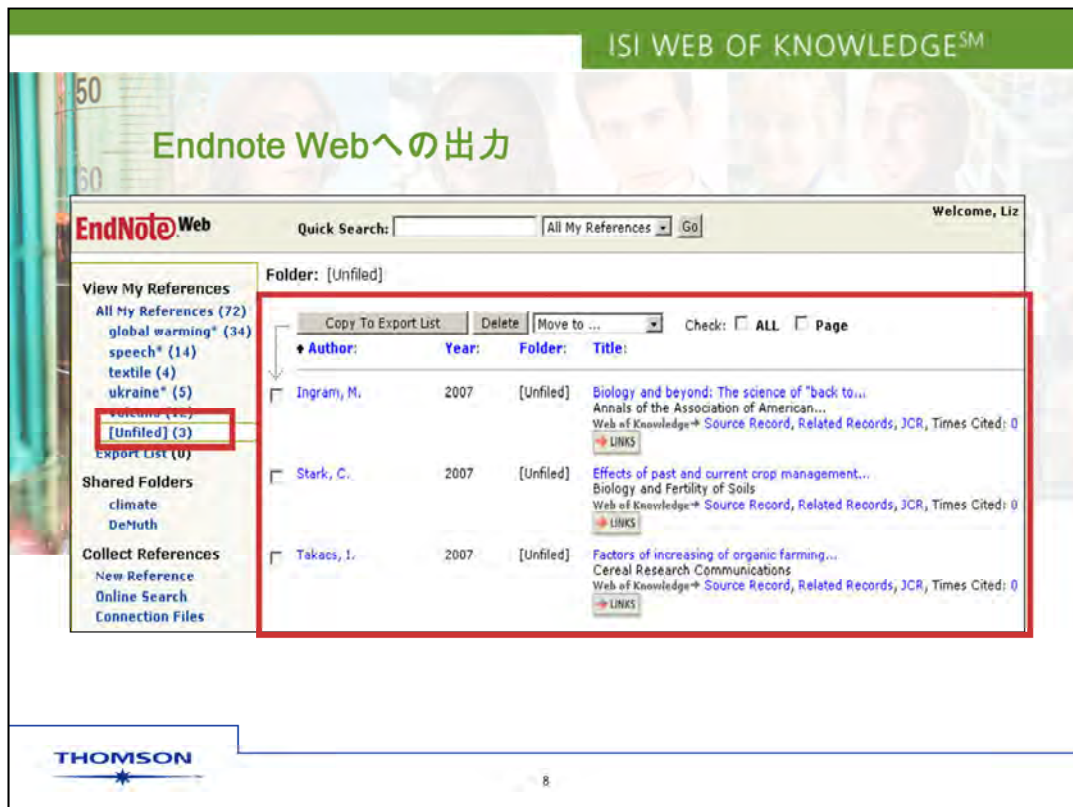 ISI WEB OF KNOWLEDGE℠
50
60
Endnote Webへの出力
EndNote Web
Quick Search:
All My References
Go
Welcome, Liz
View My References
All My References (72)
global warming* (34)
speech* (14)
textile (4)
ukraine* (5)
[Unfiled] (3)
Export List (0)
Shared Folders
climate
DeMuth
Collect References
New Reference
Online Search
Connection Files
Folder: [Unfiled]
Copy To Export List Delete Move to ... Check: ALL Page
Author: Year: Folder: Title:
Ingram, M. 2007 [Unfiled] Biology and beyond: The science of "back to...
Annals of the Association of American...
Web of Knowledge➔ Source Record, Related Records, JCR, Times Cited: 0
LINKS
Stark, C. 2007 [Unfiled] Effects of past and current crop management...
Biology and Fertility of Soils
Web of Knowledge➔ Source Record, Related Records, JCR, Times Cited: 0
LINKS
Takacs, I. 2007 [Unfiled] Factors of increasing of organic farming...
Cereal Research Communications
Web of Knowledge➔ Source Record, Related Records, JCR, Times Cited: 0
LINKS
THOMSON
8